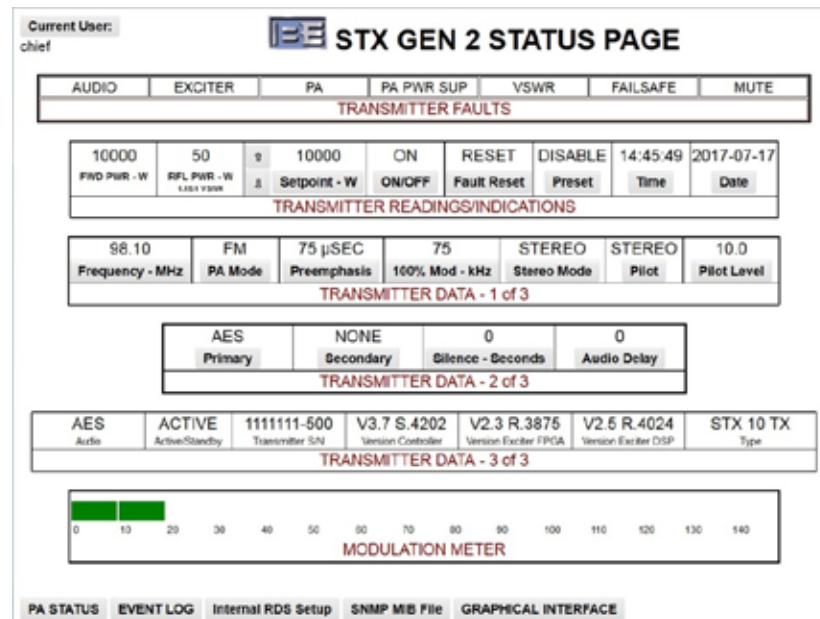 Current User:
chief
BE STX GEN 2 STATUS PAGE
AUDIO EXCITER PA PA PWR SUP VSWR FAILSAFE MUTE
TRANSMITTER FAULTS
10000 50 10000 ON RESET DISABLE 14:45:49 2017-07-17
FWD PWR - W RFL PWR - W Setpoint - W ON/OFF Fault Reset Preset Time Date
VSWR
TRANSMITTER READINGS/INDICATIONS
98.10 FM 75 µSEC 75 STEREO STEREO 10.0
Frequency - MHz PA Mode Preemphasis 100% Mod - kHz Stereo Mode Pilot Pilot Level
TRANSMITTER DATA - 1 of 3
AES NONE 0 0
Primary Secondary Silence - Seconds Audio Delay
TRANSMITTER DATA - 2 of 3
AES ACTIVE 1111111-500 V3.7 S.4202 V2.3 R.3875 V2.5 R.4024 STX 10 TX
Audio Active/Standby Transmitter S/N Version Controller Version Exciter FPGA Version Exciter DSP Type
TRANSMITTER DATA - 3 of 3
0 10 20 30 40 50 60 70 80 90 100 110 120 130 140
MODULATION METER
PA STATUS EVENT LOG Internal RDS Setup SNMP MIB File GRAPHICAL INTERFACE